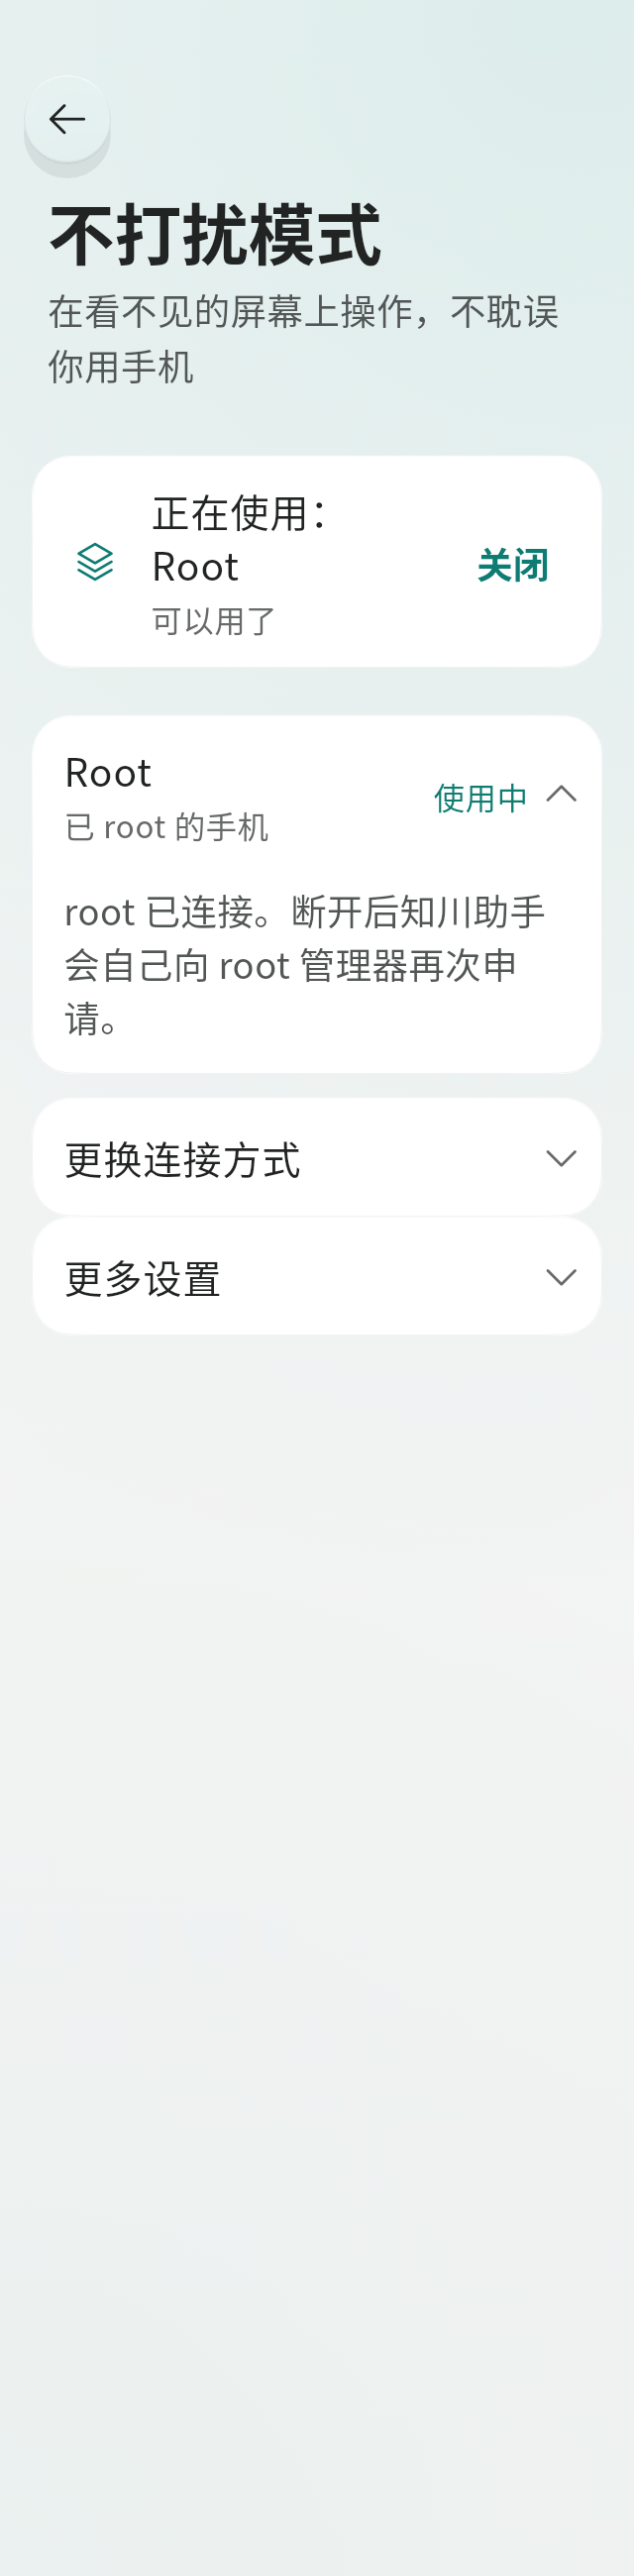 不打扰模式
在看不见的屏幕上操作，不耽误
你用手机
正在使用：
Root
可以用了
关闭
Root
已 root 的手机
使用中
root 已连接。断开后知川助手
会自己向 root 管理器再次申
请。
更换连接方式
更多设置